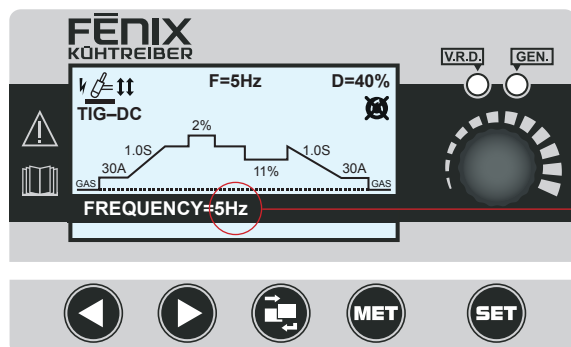 FĒNIX
KÜHTREIBER
V.R.D. GEN.
F=5Hz D=40%
TIG–DC
2%
1.0S 1.0S
30A 11% 30A
GAS GAS
FREQUENCY=5Hz
MET SET